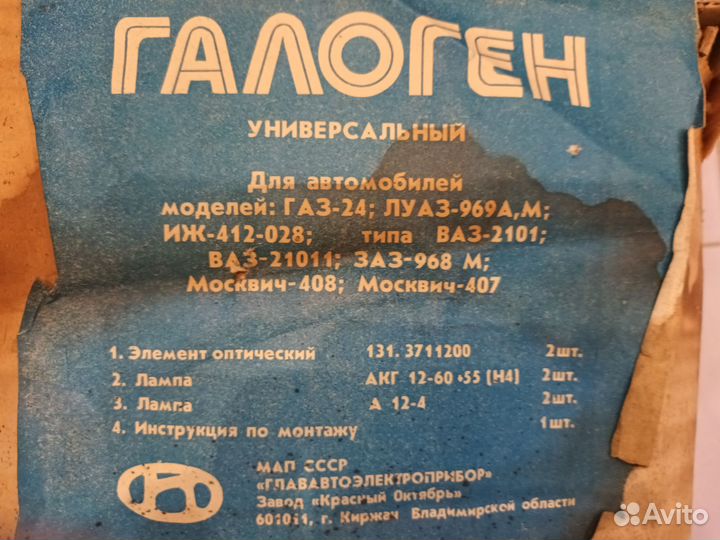 ГАЛОГЕН
УНИВЕРСАЛЬНЫЙ
Для автомобилей
моделей: ГАЗ-24; ЛУАЗ-969А,М;
ИЖ-412-028; типа ВАЗ-2101;
ВАЗ-21011; ЗАЗ-968 М;
Москвич-408; Москвич-407
1. Элемент оптический 131. 3711200 2шт.
2. Лампа АКГ 12-60+55 (Н4) 2шт.
3. Лампа А 12-4 2шт.
4. Инструкция по монтажу 1шт.
МАП СССР
«ГЛАВАВТОЭЛЕКТРОПРИБОР»
Завод «Красный Октябрь»
601011, г. Киржач Владимирской области
Avito